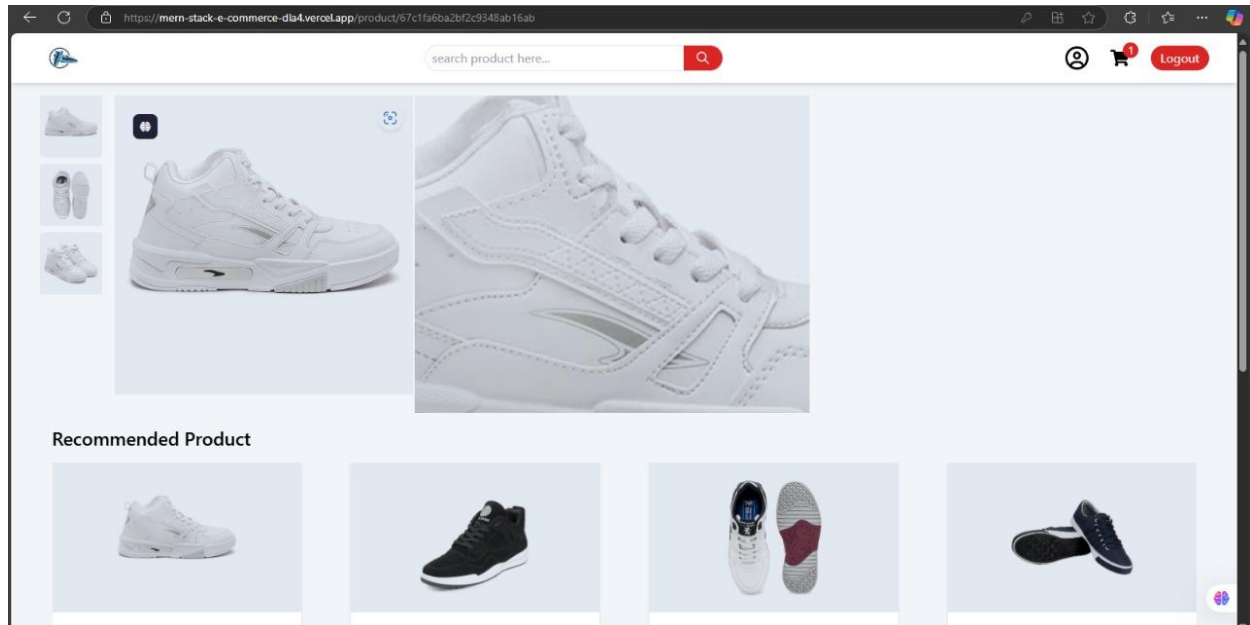 https://mern-stack-e-commerce-dla4.vercel.app/product/67c1fa6ba2bf2c9348ab16ab
search product here...
1
Logout
Recommended Product